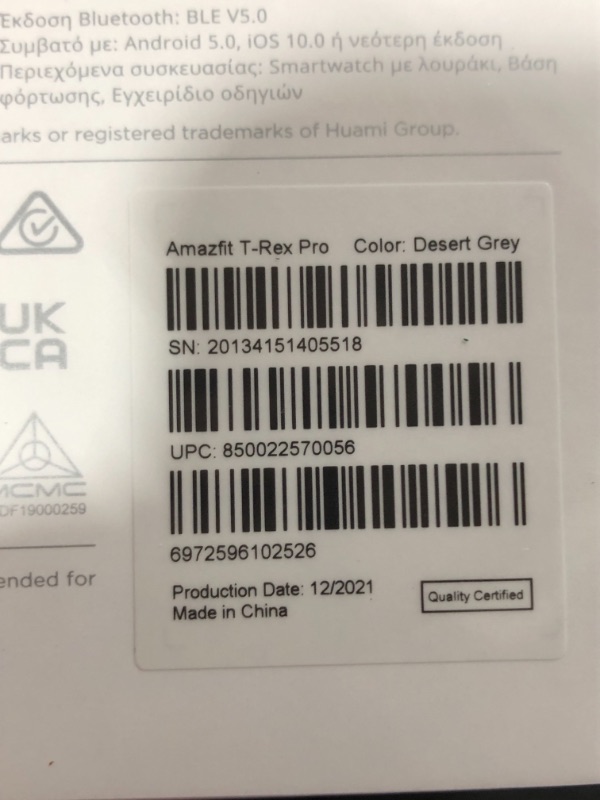 Έκδοση Bluetooth: BLE V5.0
Συμβατό με: Android 5.0, iOS 10.0 ή νεότερη έκδοση
Περιεχόμενα συσκευασίας: Smartwatch με λουράκι, Βάση
φόρτωσης, Εγχειρίδιο οδηγιών
arks or registered trademarks of Huami Group.
Amazfit T-Rex Pro Color: Desert Grey
SN: 20134151405518
UK
CA
UPC: 850022570056
MCMC
DF19000259
6972596102526
ended for
Production Date: 12/2021
Made in China
Quality Certified